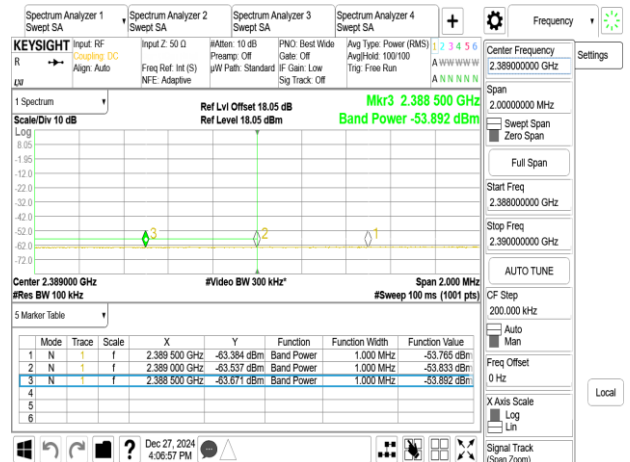 Spectrum Analyzer 1
Swept SA
Spectrum Analyzer 2
Swept SA
Spectrum Analyzer 3
Swept SA
Spectrum Analyzer 4
Swept SA
+
Frequency
KEYSIGHT
R
LXI
Input: RF
Coupling: DC
Align: Auto
Input Z: 50 Ω
Freq Ref: Int (S)
NFE: Adaptive
#Atten: 10 dB
Preamp: Off
µW Path: Standard
PNO: Best Wide
Gate: Off
IF Gain: Low
Sig Track: Off
Avg Type: Power (RMS)
Avg|Hold: 100/100
Trig: Free Run
1 2 3 4 5 6
A W W W W W
A N N N N N
1 Spectrum
Scale/Div 10 dB
Ref Lvl Offset 18.05 dB
Ref Level 18.05 dBm
Mkr3 2.388 500 GHz
Band Power -53.892 dBm
Log
8.05
-1.95
-12.0
-22.0
-32.0
-42.0
-52.0
-62.0
-72.0
3
2
1
Center 2.389000 GHz
#Video BW 300 kHz*
Span 2.000 MHz
#Res BW 100 kHz
#Sweep 100 ms (1001 pts)
5 Marker Table
Mode Trace Scale X Y Function Function Width Function Value
1 N 1 f 2.389 500 GHz -63.384 dBm Band Power 1.000 MHz -53.765 dBm
2 N 1 f 2.389 000 GHz -63.537 dBm Band Power 1.000 MHz -53.833 dBm
3 N 1 f 2.388 500 GHz -63.671 dBm Band Power 1.000 MHz -53.892 dBm
4
5
6
?
Dec 27, 2024
4:06:57 PM
Center Frequency
2.389000000 GHz
Span
2.00000000 MHz
Swept Span
Zero Span
Full Span
Start Freq
2.388000000 GHz
Stop Freq
2.390000000 GHz
AUTO TUNE
CF Step
200.000 kHz
Auto
Man
Freq Offset
0 Hz
X Axis Scale
Log
Lin
Signal Track
(Span Zoom)
Settings
Local